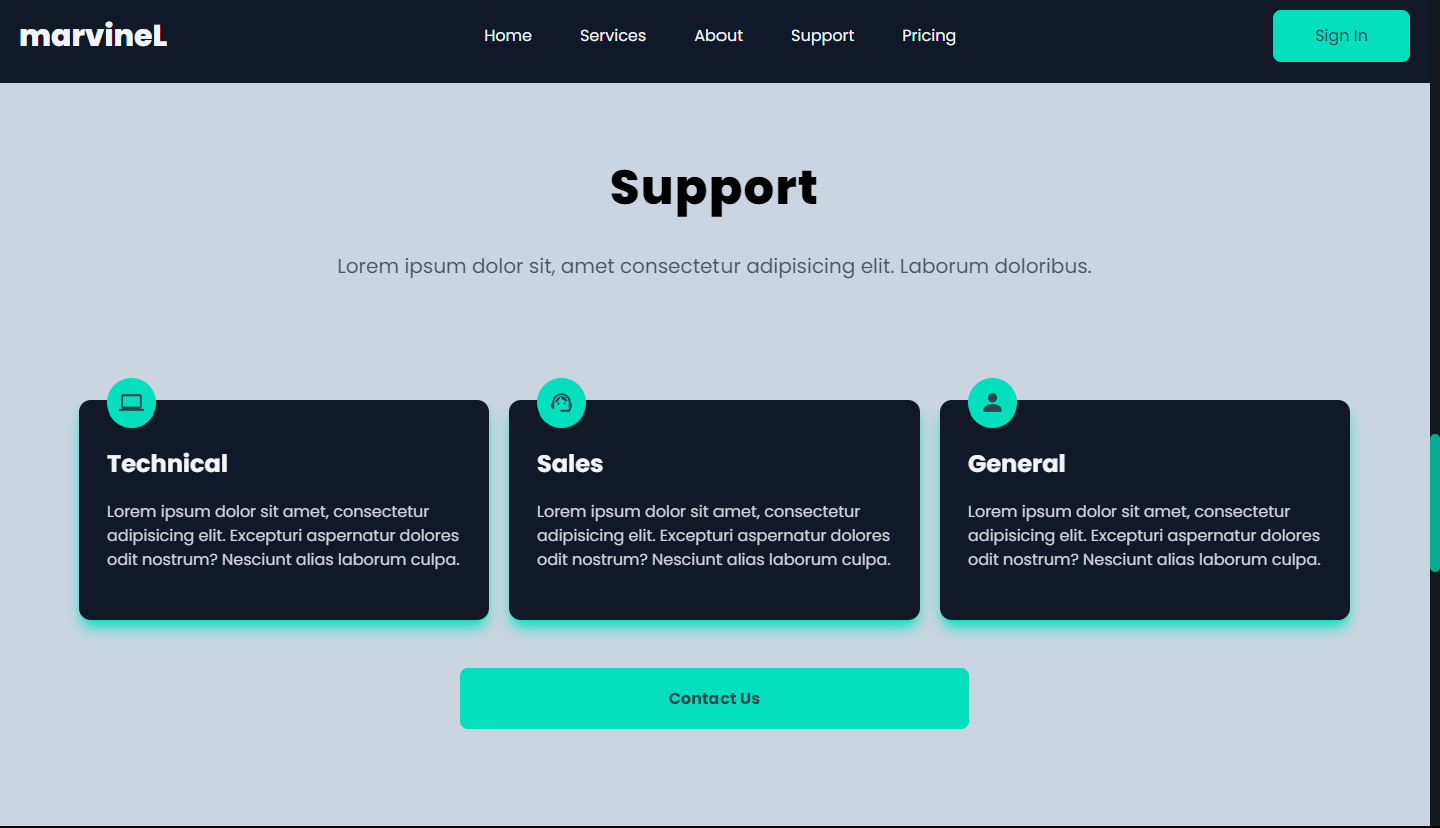 marvineL
Home Services About Support Pricing
Sign In
Support
Lorem ipsum dolor sit, amet consectetur adipisicing elit. Laborum doloribus.
Technical
Lorem ipsum dolor sit amet, consectetur
adipisicing elit. Excepturi aspernatur dolores
odit nostrum? Nesciunt alias laborum culpa.
Sales
Lorem ipsum dolor sit amet, consectetur
adipisicing elit. Excepturi aspernatur dolores
odit nostrum? Nesciunt alias laborum culpa.
General
Lorem ipsum dolor sit amet, consectetur
adipisicing elit. Excepturi aspernatur dolores
odit nostrum? Nesciunt alias laborum culpa.
Contact Us